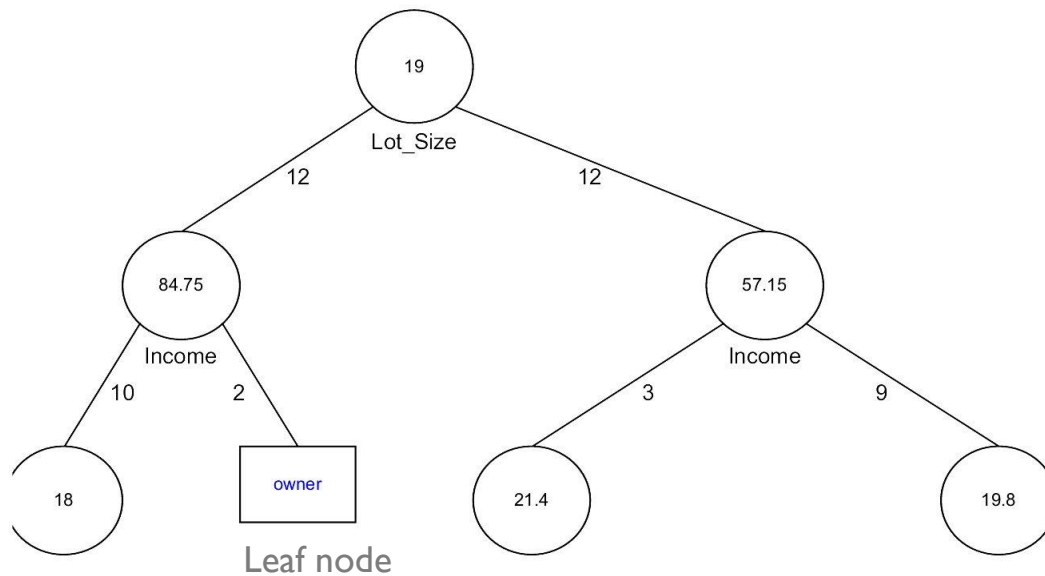 19
Lot_Size
12
12
84.75
57.15
Income
Income
10
2
3
9
18
owner
21.4
19.8
Leaf node